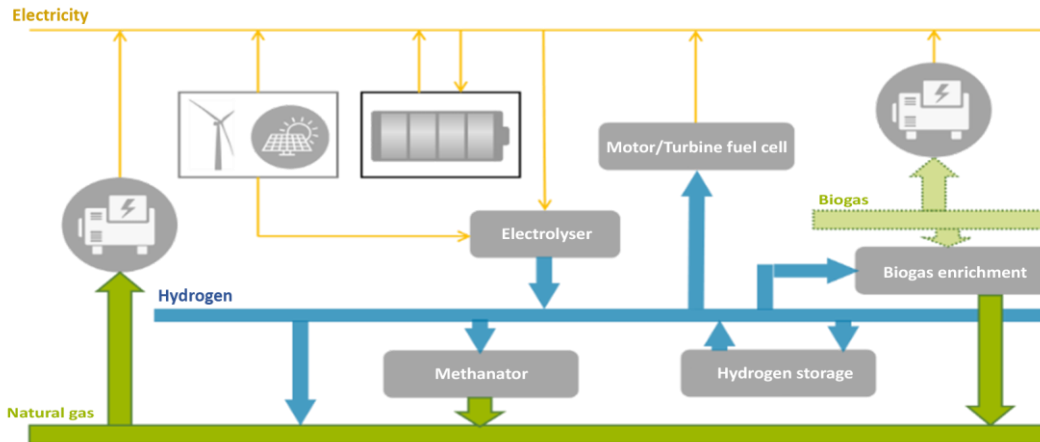 Electricity
Motor/Turbine fuel cell
Biogas
Electrolyser
Biogas enrichment
Hydrogen
Methanator
Hydrogen storage
Natural gas